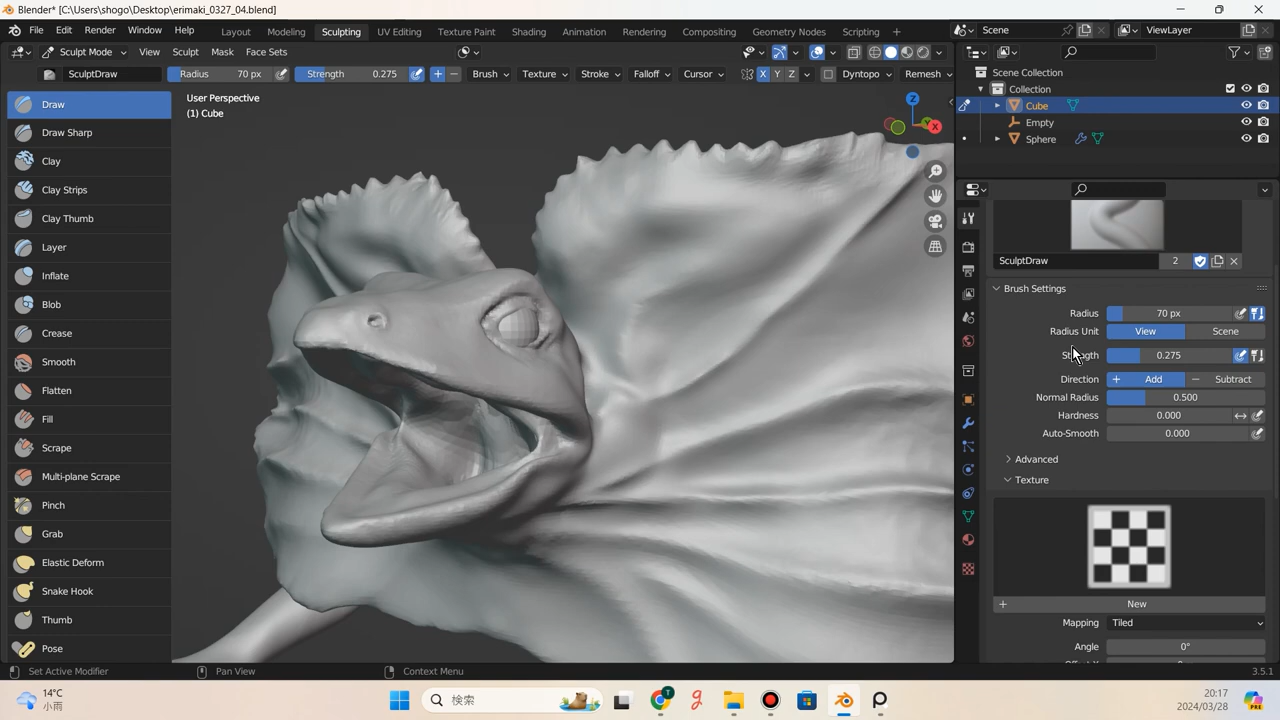 Blender* [C:\Users\shogo\Desktop\erimaki_0327_04.blend]
File Edit Render Window Help Layout Modeling Sculpting UV Editing Texture Paint Shading Animation Rendering Compositing Geometry Nodes Scripting + Scene ViewLayer
Sculpt Mode View Sculpt Mask Face Sets
SculptDraw Radius 70 px Strength 0.275 Brush Texture Stroke Falloff Cursor X Y Z Dyntopo Remesh
Scene Collection
Collection
Cube
Empty
Sphere
Draw
Draw Sharp
Clay
Clay Strips
Clay Thumb
Layer
Inflate
Blob
Crease
Smooth
Flatten
Fill
Scrape
Multi-plane Scrape
Pinch
Grab
Elastic Deform
Snake Hook
Thumb
Pose
User Perspective
(1) Cube
Z
X
SculptDraw 2
Brush Settings
Radius 70 px
Radius Unit View Scene
Strength 0.275
Direction + Add − Subtract
Normal Radius 0.500
Hardness 0.000
Auto-Smooth 0.000
Advanced
Texture
+ New
Mapping Tiled
Angle 0°
Set Active Modifier Pan View Context Menu 3.5.1
14°C
小雨
検索
20:17
2024/03/28